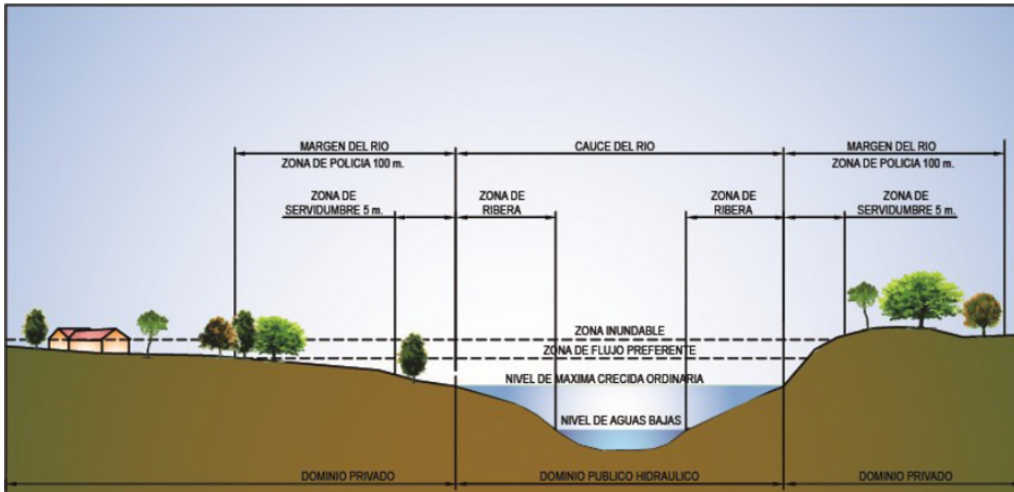 MARGEN DEL RIO
ZONA DE POLICIA 100 m.
CAUCE DEL RIO
MARGEN DEL RIO
ZONA DE POLICIA 100 m.
ZONA DE
SERVIDUMBRE 5 m.
ZONA DE
RIBERA
ZONA DE
RIBERA
ZONA DE
SERVIDUMBRE 5 m.
ZONA INUNDABLE
ZONA DE FLUJO PREFERENTE
NIVEL DE MAXIMA CRECIDA ORDINARIA
NIVEL DE AGUAS BAJAS
DOMINIO PRIVADO
DOMINIO PUBLICO HIDRAULICO
DOMINIO PRIVADO